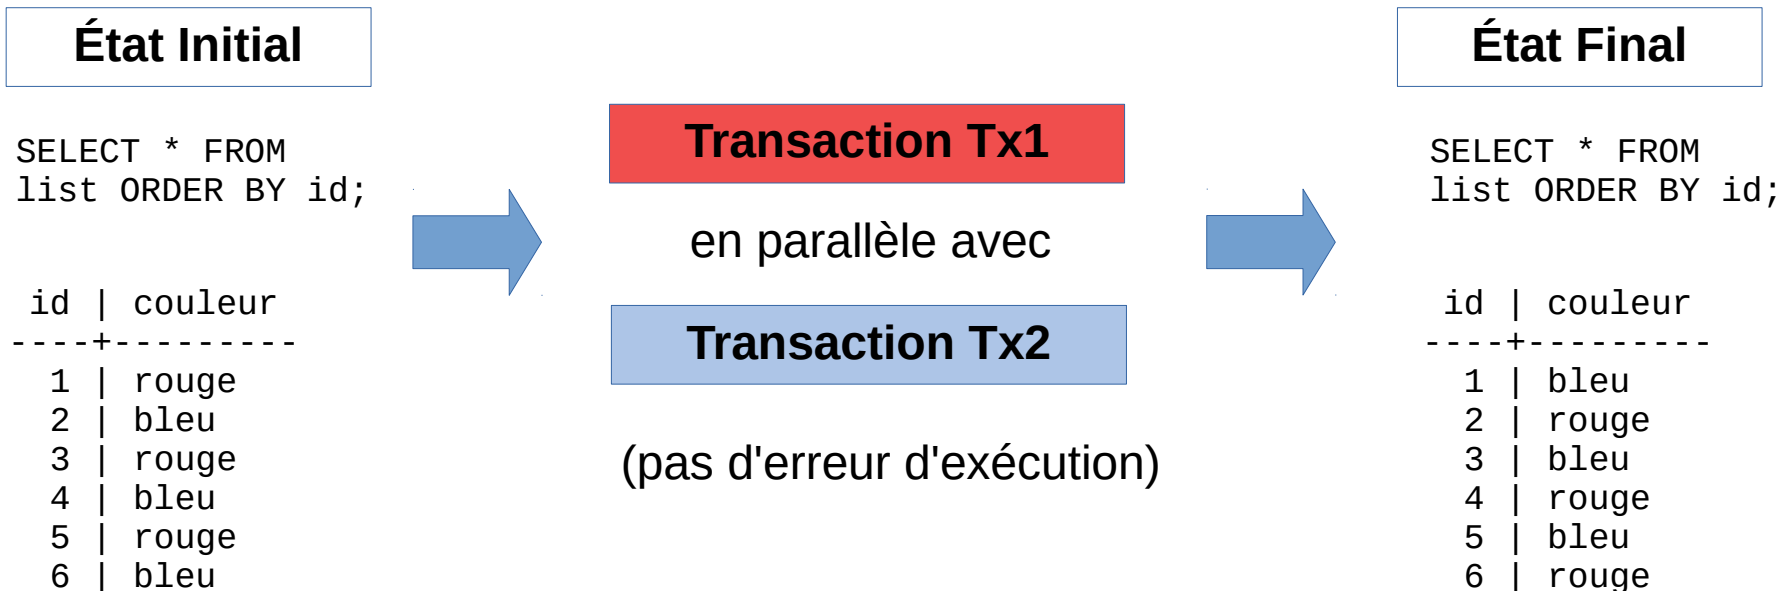 État Initial
SELECT * FROM
list ORDER BY id;
id | couleur
----+---------
1 | rouge
2 | bleu
3 | rouge
4 | bleu
5 | rouge
6 | bleu
Transaction Tx1
en parallèle avec
Transaction Tx2
(pas d'erreur d'exécution)
État Final
SELECT * FROM
list ORDER BY id;
id | couleur
----+---------
1 | bleu
2 | rouge
3 | bleu
4 | rouge
5 | bleu
6 | rouge